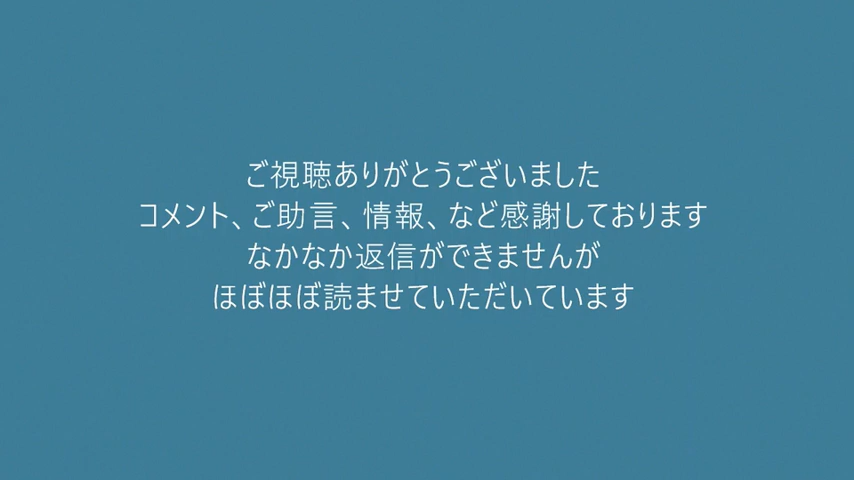 ご視聴ありがとうございました
コメント、ご助言、情報、など感謝しております
なかなか返信ができませんが
ほぼほぼ読ませていただいています